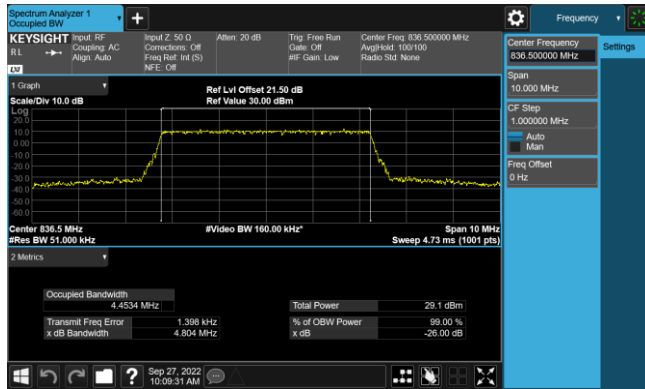 Spectrum Analyzer 1
Occupied BW
Frequency
KEYSIGHT
R L
LXI
Input: RF
Coupling: AC
Align: Auto
Input Z: 50 Ω
Corrections: Off
Freq Ref: Int (S)
NFE: Off
Atten: 20 dB
Trig: Free Run
Gate: Off
#IF Gain: Low
Center Freq: 836.500000 MHz
Avg|Hold: 100/100
Radio Std: None
Center Frequency
836.500000 MHz
Settings
Span
10.000 MHz
CF Step
1.000000 MHz
Auto
Man
Freq Offset
0 Hz
1 Graph
Scale/Div 10.0 dB
Ref Lvl Offset 21.50 dB
Ref Value 30.00 dBm
Log
20.0
10.0
0.00
-10.0
-20.0
-30.0
-40.0
-50.0
-60.0
Center 836.5 MHz
#Video BW 160.00 kHz*
Span 10 MHz
#Res BW 51.000 kHz
Sweep 4.73 ms (1001 pts)
2 Metrics
Occupied Bandwidth
4.4534 MHz
Total Power 29.1 dBm
Transmit Freq Error 1.398 kHz
% of OBW Power 99.00 %
x dB Bandwidth 4.804 MHz
x dB -26.00 dB
?
Sep 27, 2022
10:09:31 AM